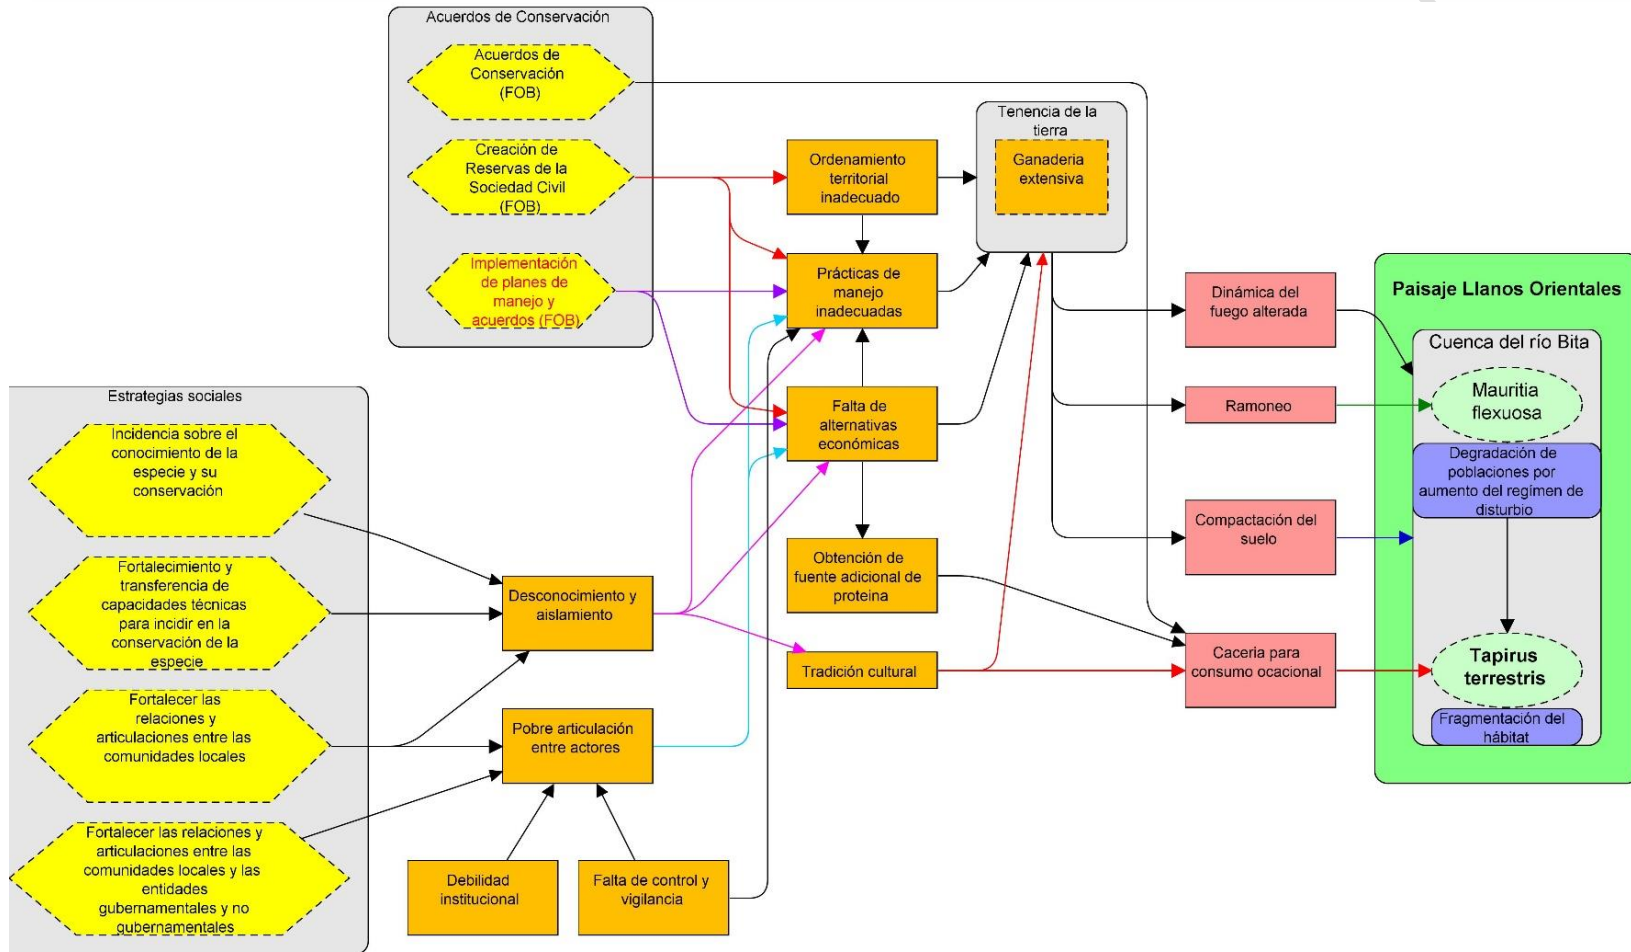 Acuerdos de Conservación
Acuerdos de
Conservación
(FOB)
Creación de
Reservas de la
Sociedad Civil
(FOB)
Implementación
de planes de
manejo y
acuerdos (FOB)
Estrategias sociales
Incidencia sobre el
conocimiento de la
especie y su
conservación
Fortalecimiento y
transferencia de
capacidades técnicas
para incidir en la
conservación de la
especie
Fortalecer las
relaciones y
articulaciones entre las
comunidades locales
Fortalecer las relaciones y
articulaciones entre las
comunidades locales y las
entidades
gubernamentales y no
gubernamentales
Desconocimiento y
aislamiento
Pobre articulación
entre actores
Debilidad
institucional
Falta de control y
vigilancia
Ordenamiento
territorial
inadecuado
Prácticas de
manejo
inadecuadas
Falta de
alternativas
económicas
Obtención de
fuente adicional de
proteina
Tradición cultural
Tenencia de la
tierra
Ganaderia
extensiva
Dinámica del
fuego alterada
Ramoneo
Compactación del
suelo
Caceria para
consumo ocacional
Paisaje Llanos Orientales
Cuenca del río Bita
Mauritia
flexuosa
Degradación de
poblaciones por
aumento del regímen de
disturbio
Tapirus
terrestris
Fragmentación del
hábitat